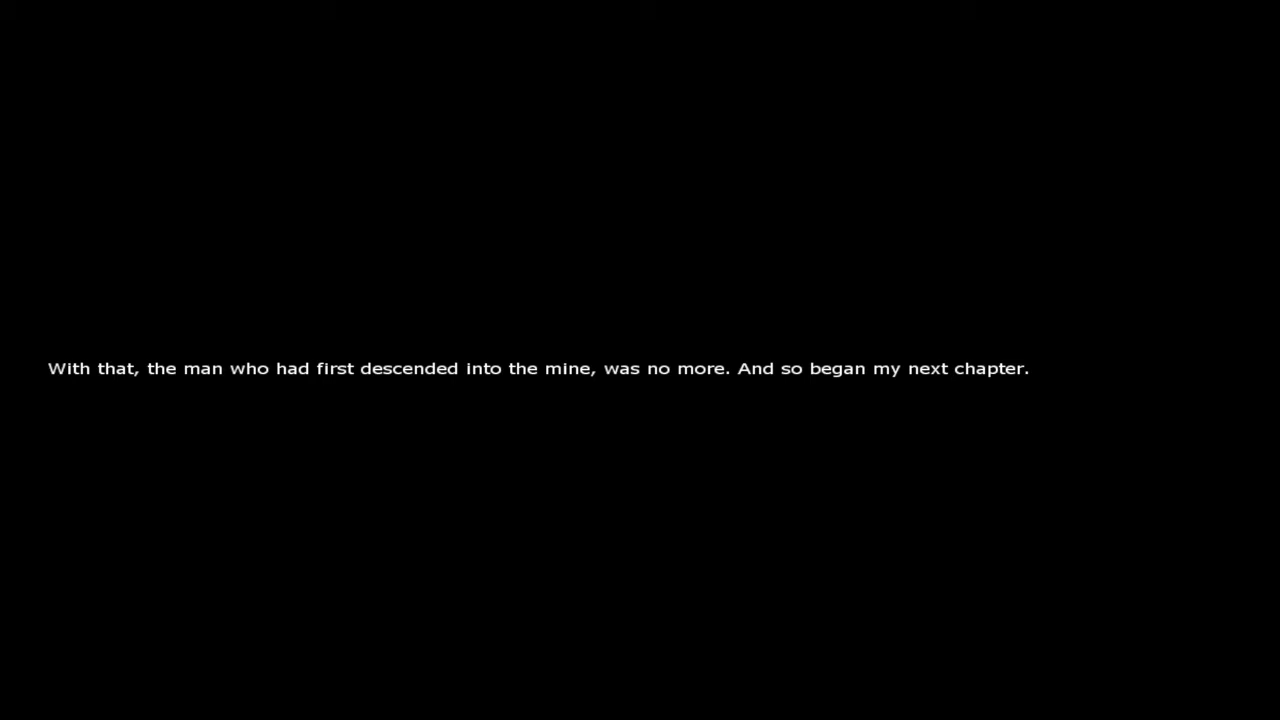 With that, the man who had first descended into the mine, was no more. And so began my next chapter.